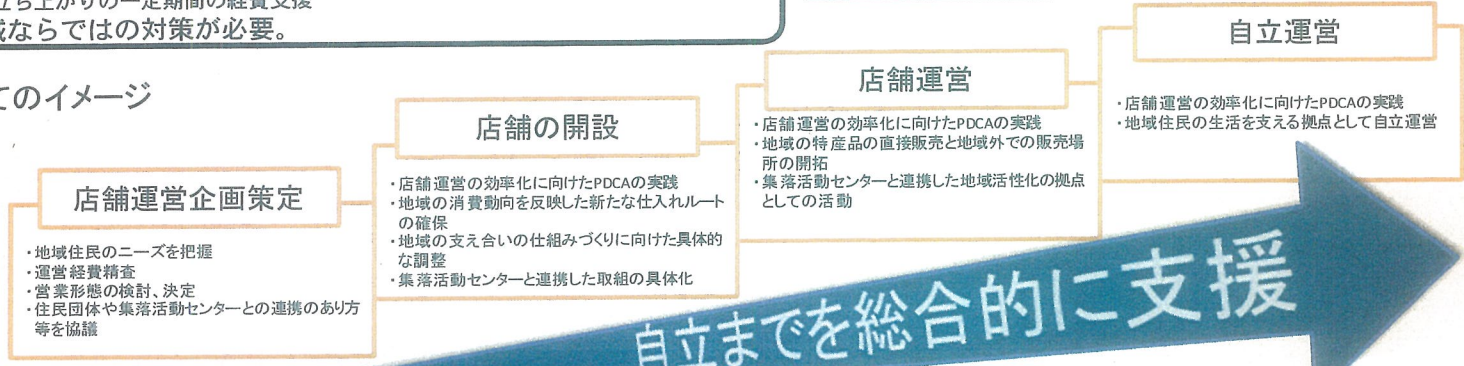 立ち上がりの一定期間の経費支援
ならではの対策が必要。
てのイメージ
店舗運営企画策定
・地域住民のニーズを把握
・運営経費精査
・営業形態の検討、決定
・住民団体や集落活動センターとの連携のあり方
等を協議
店舗の開設
・店舗運営の効率化に向けたPDCAの実践
・地域の消費動向を反映した新たな仕入れルート
の確保
・地域の支え合いの仕組みづくりに向けた具体的
な調整
・集落活動センターと連携した取組の具体化
店舗運営
・店舗運営の効率化に向けたPDCAの実践
・地域の特産品の直接販売と地域外での販売場
所の開拓
・集落活動センターと連携した地域活性化の拠点
としての活動
自立運営
・店舗運営の効率化に向けたPDCAの実践
・地域住民の生活を支える拠点として自立運営
自立までを総合的に支援